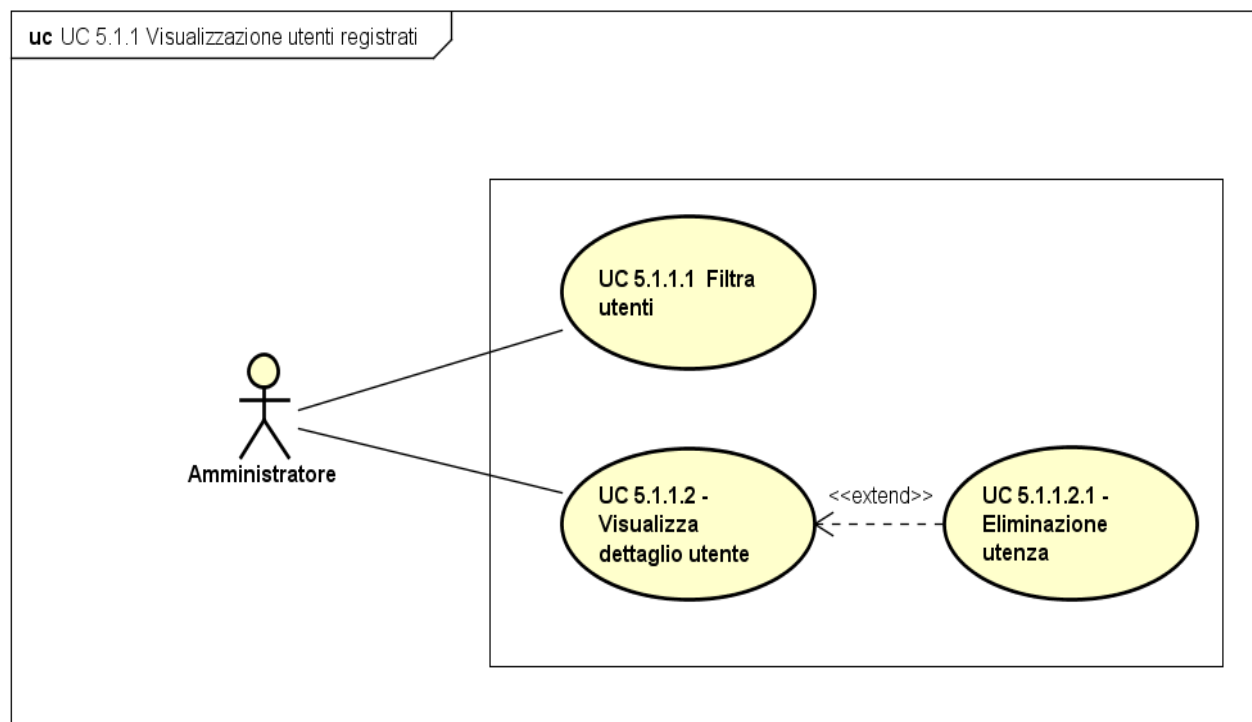 uc UC 5.1.1 Visualizzazione utenti registrati
UC 5.1.1.1 Filtra
utenti
Amministratore
UC 5.1.1.2 -
Visualizza
dettaglio utente
<<extend>>
UC 5.1.1.2.1 -
Eliminazione
utenza